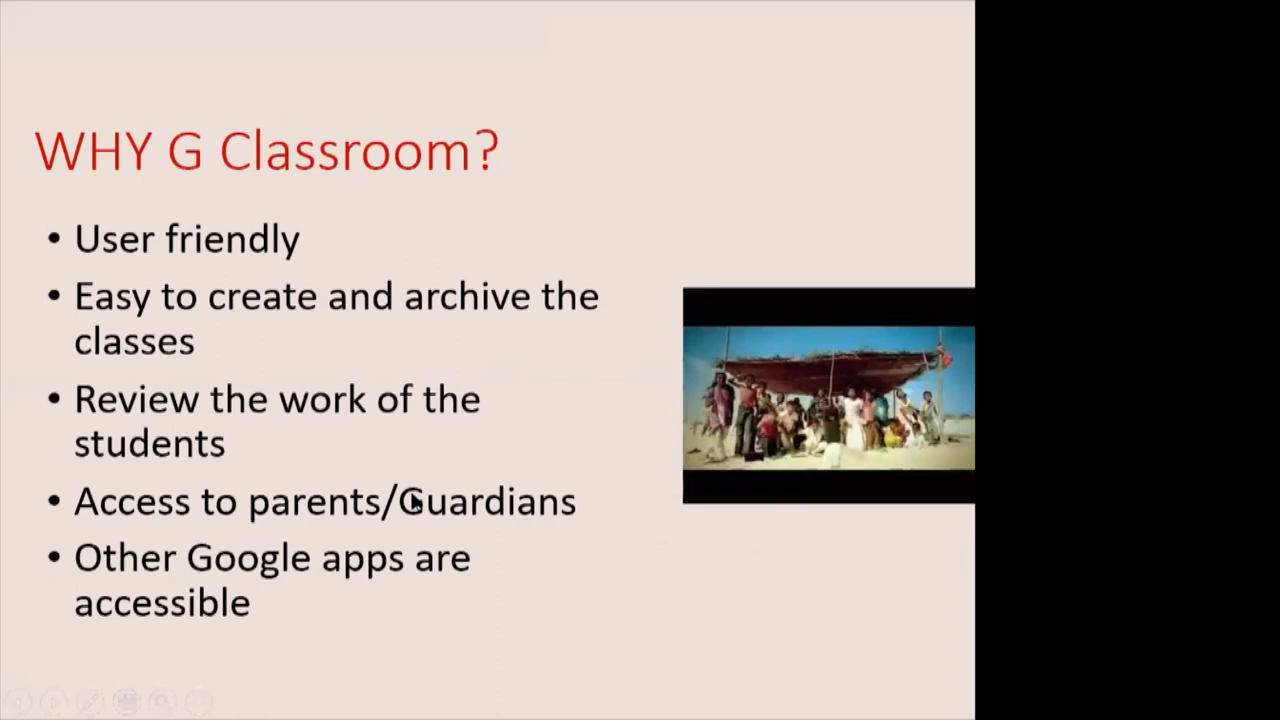 WHY G Classroom?
• User friendly
• Easy to create and archive the
classes
• Review the work of the
students
• Access to parents/Guardians
• Other Google apps are
accessible